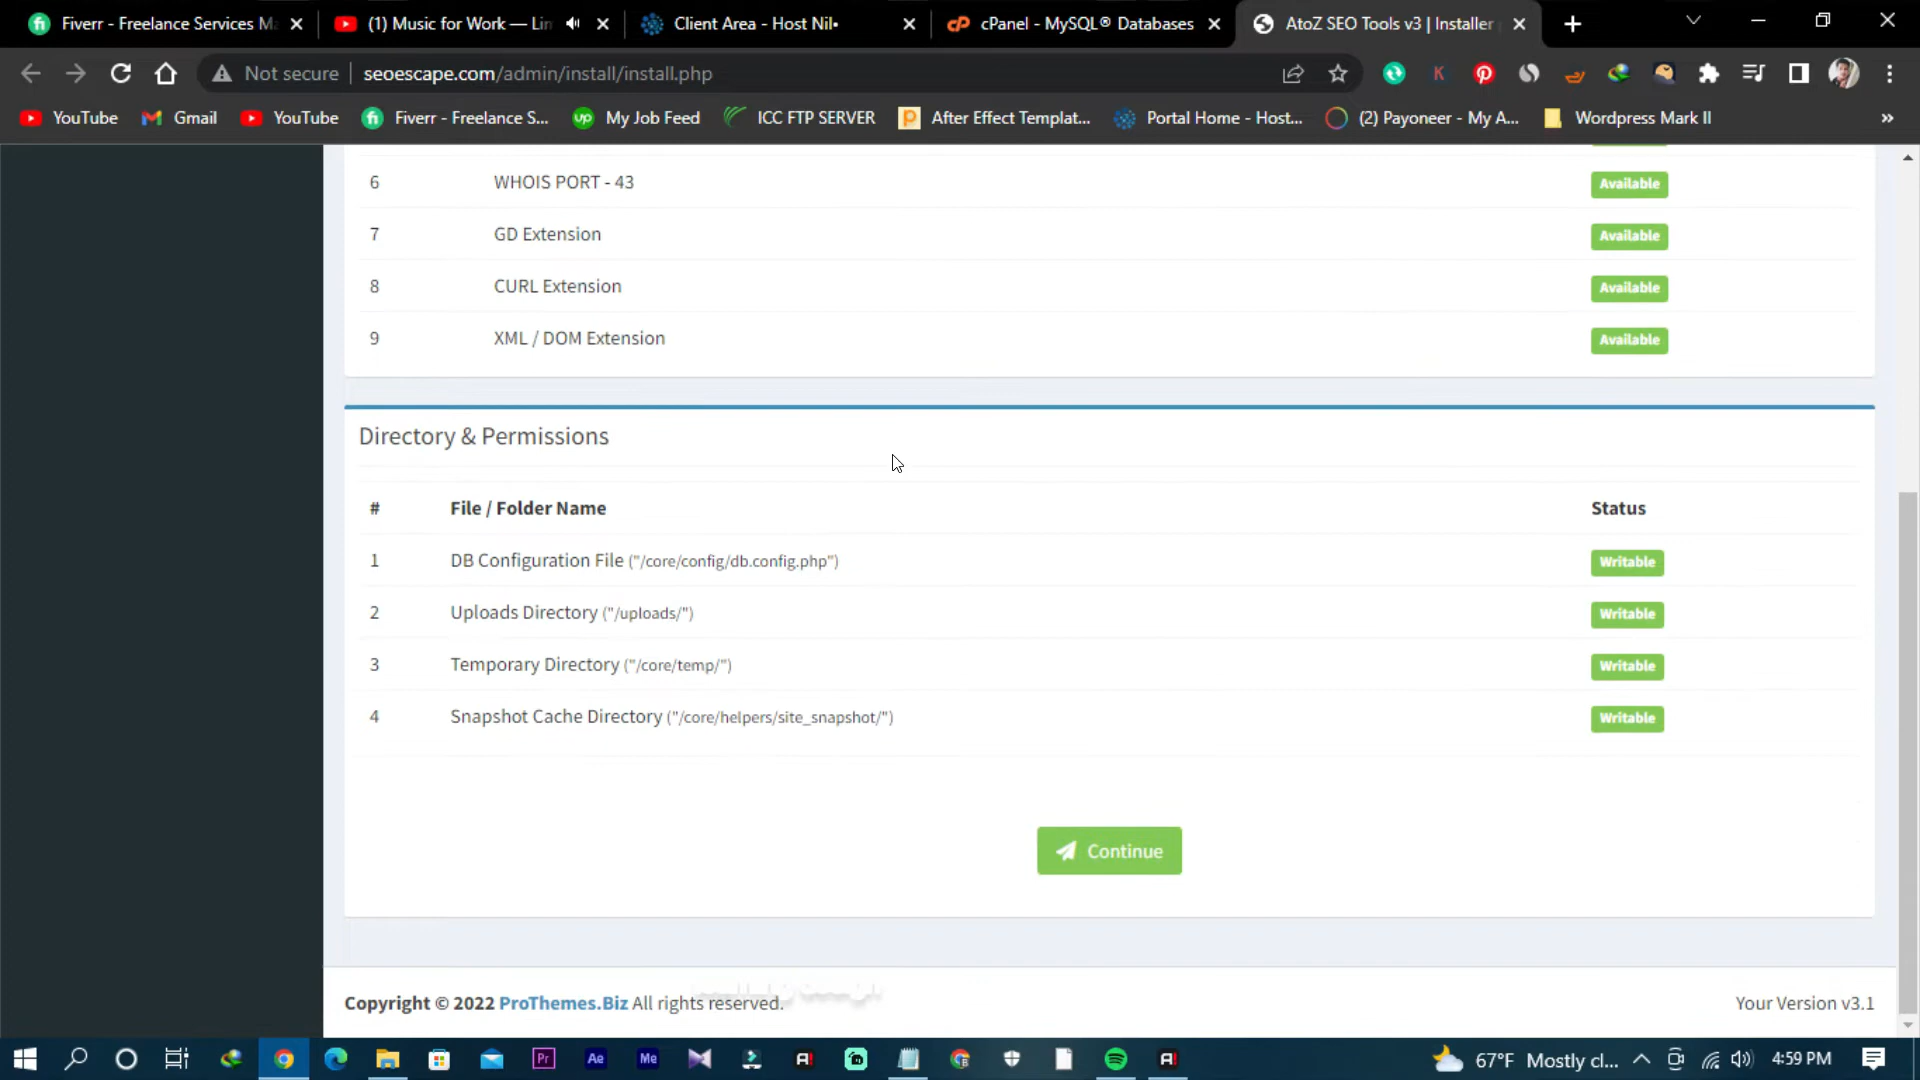 Fiverr - Freelance Services Ma
(1) Music for Work — Lim
Client Area - Host Nil•
cPanel - MySQL® Databases
AtoZ SEO Tools v3 | Installer
Not secure
seoescape.com/admin/install/install.php
YouTube
Gmail
YouTube
Fiverr - Freelance S...
My Job Feed
ICC FTP SERVER
After Effect Templat...
Portal Home - Host...
(2) Payoneer - My A...
Wordpress Mark II
»
6 WHOIS PORT - 43 Available
7 GD Extension Available
8 CURL Extension Available
9 XML / DOM Extension Available
Directory & Permissions
# File / Folder Name Status
1 DB Configuration File ("/core/config/db.config.php") Writable
2 Uploads Directory ("/uploads/") Writable
3 Temporary Directory ("/core/temp/") Writable
4 Snapshot Cache Directory ("/core/helpers/site_snapshot/") Writable
Continue
Copyright © 2022 ProThemes.Biz All rights reserved.
Your Version v3.1
67°F Mostly cl...
4:59 PM